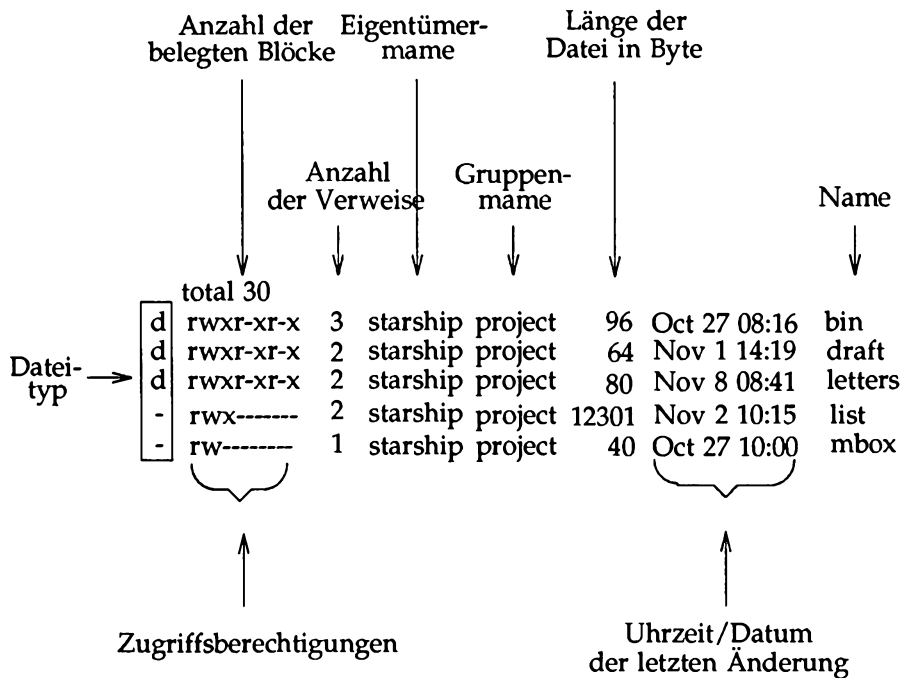 Anzahl der
belegten Blöcke
Eigentümer-
mame
Länge der
Datei in Byte
Anzahl
der Verweise
Gruppen-
mame
Name
total 30
d rwxr-xr-x 3 starship project 96 Oct 27 08:16 bin
d rwxr-xr-x 2 starship project 64 Nov 1 14:19 draft
d rwxr-xr-x 2 starship project 80 Nov 8 08:41 letters
- rwx------- 2 starship project 12301 Nov 2 10:15 list
- rw-------- 1 starship project 40 Oct 27 10:00 mbox
Datei-
typ
Zugriffsberechtigungen
Uhrzeit/Datum
der letzten Änderung